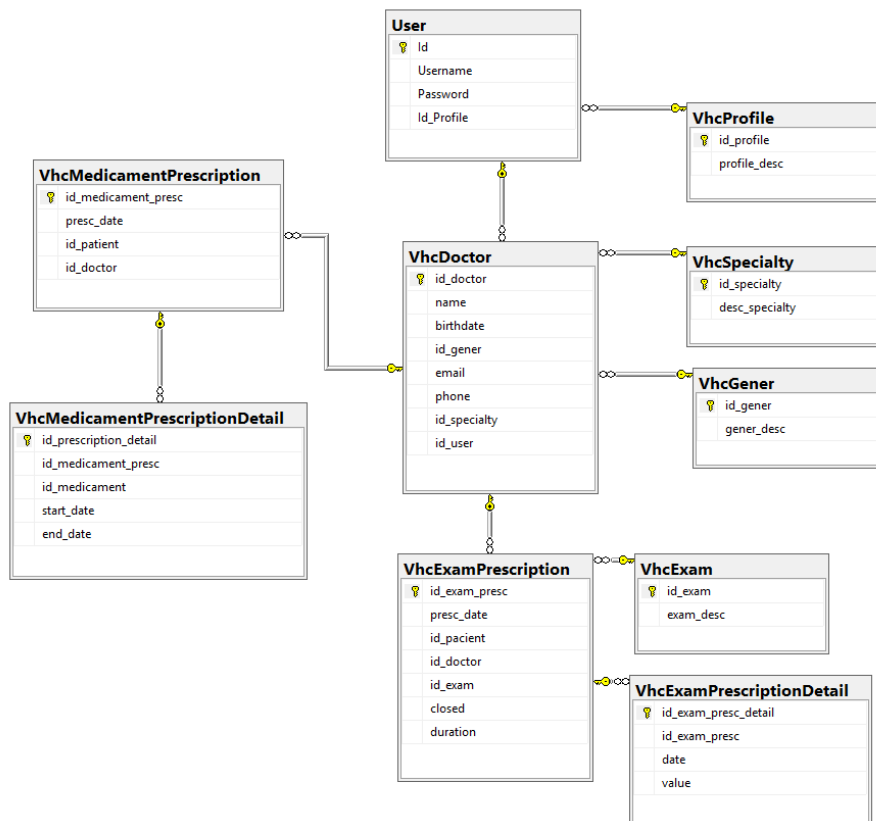 User
Id
Username
Password
Id_Profile
VhcProfile
id_profile
profile_desc
VhcMedicamentPrescription
id_medicament_presc
presc_date
id_patient
id_doctor
VhcDoctor
id_doctor
name
birthdate
id_gener
email
phone
id_specialty
id_user
VhcSpecialty
id_specialty
desc_specialty
VhcGener
id_gener
gener_desc
VhcMedicamentPrescriptionDetail
id_prescription_detail
id_medicament_presc
id_medicament
start_date
end_date
VhcExamPrescription
id_exam_presc
presc_date
id_pacient
id_doctor
id_exam
closed
duration
VhcExam
id_exam
exam_desc
VhcExamPrescriptionDetail
id_exam_presc_detail
id_exam_presc
date
value